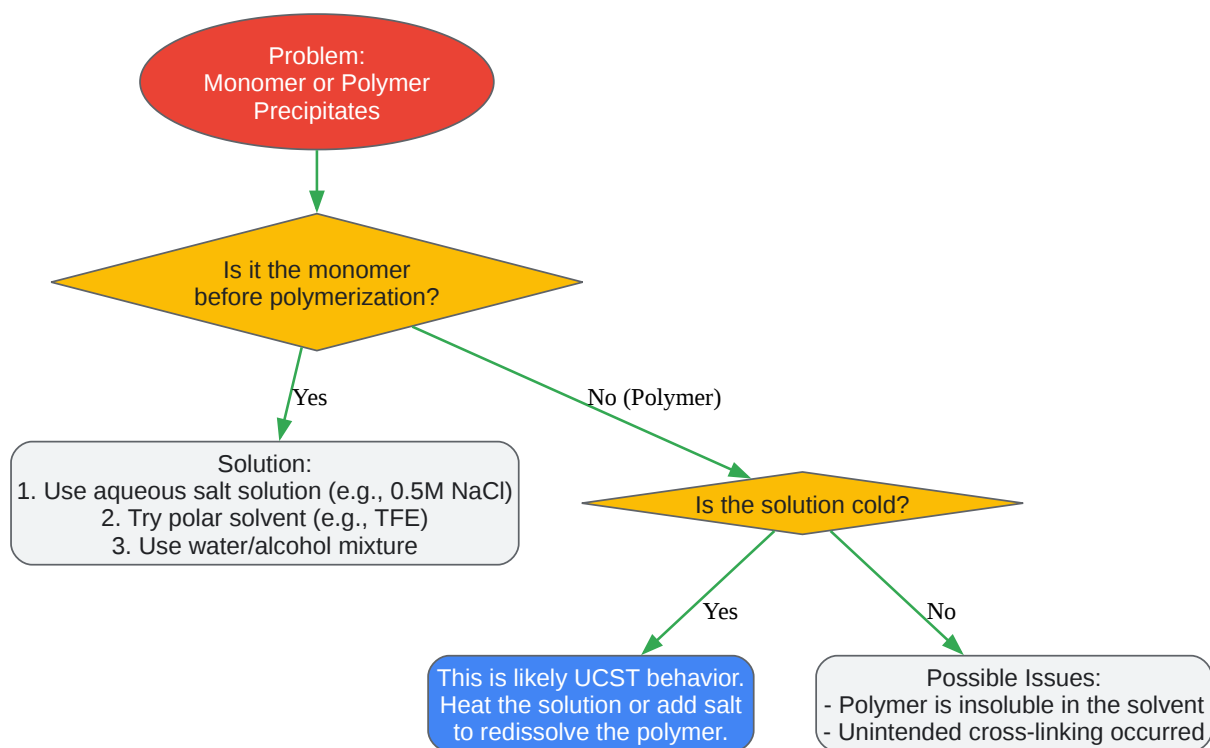 Problem:
Monomer or Polymer
Precipitates
Is it the monomer
before polymerization?
Yes
No (Polymer)
Solution:
1. Use aqueous salt solution (e.g., 0.5M NaCl)
2. Try polar solvent (e.g., TFE)
3. Use water/alcohol mixture
Is the solution cold?
Yes
No
This is likely UCST behavior.
Heat the solution or add salt
to redissolve the polymer.
Possible Issues:
- Polymer is insoluble in the solvent
- Unintended cross-linking occurred